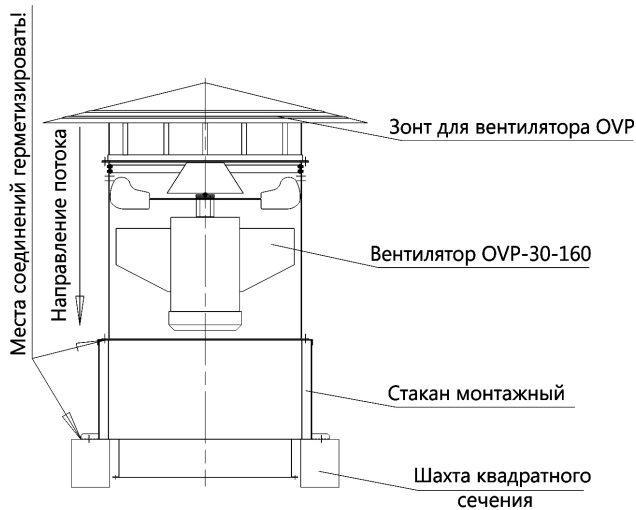 Места соединений герметизировать!
Направление потока
Зонт для вентилятора OVP
Вентилятор OVP-30-160
Стакан монтажный
Шахта квадратного
сечения